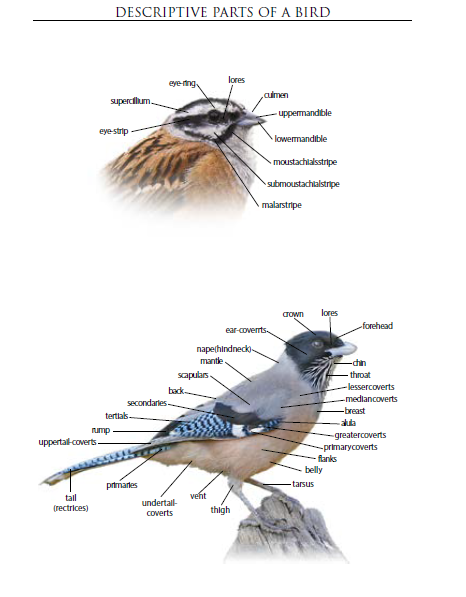 DESCRIPTIVE PARTS OF A BIRD
eye-ring
lores
culmen
supercillium
uppermandible
eye-strip
lowermandible
moustachialsstripe
submoustachialstripe
malarstripe
crown
lores
forehead
ear-coverrts
nape(hindneck)
mantle
chin
scapulars
throat
lessercoverts
back
mediancoverts
secondaries
breast
tertials
alula
rump
greatercoverts
uppertail-coverts
primarycoverts
flanks
belly
primaries
tarsus
tail
(rectrices)
undertail-
coverts
vent
thigh